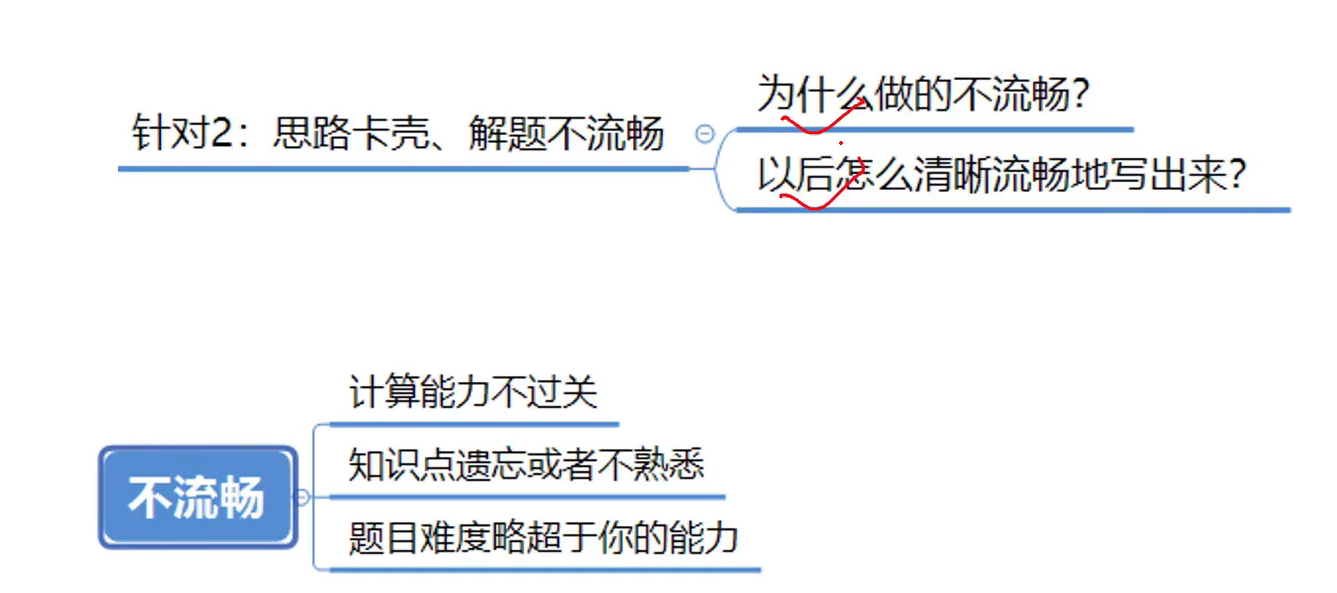 为什么做的不流畅？
针对2：思路卡壳、解题不流畅
以后怎么清晰流畅地写出来？
计算能力不过关
知识点遗忘或者不熟悉
不流畅
题目难度略超于你的能力